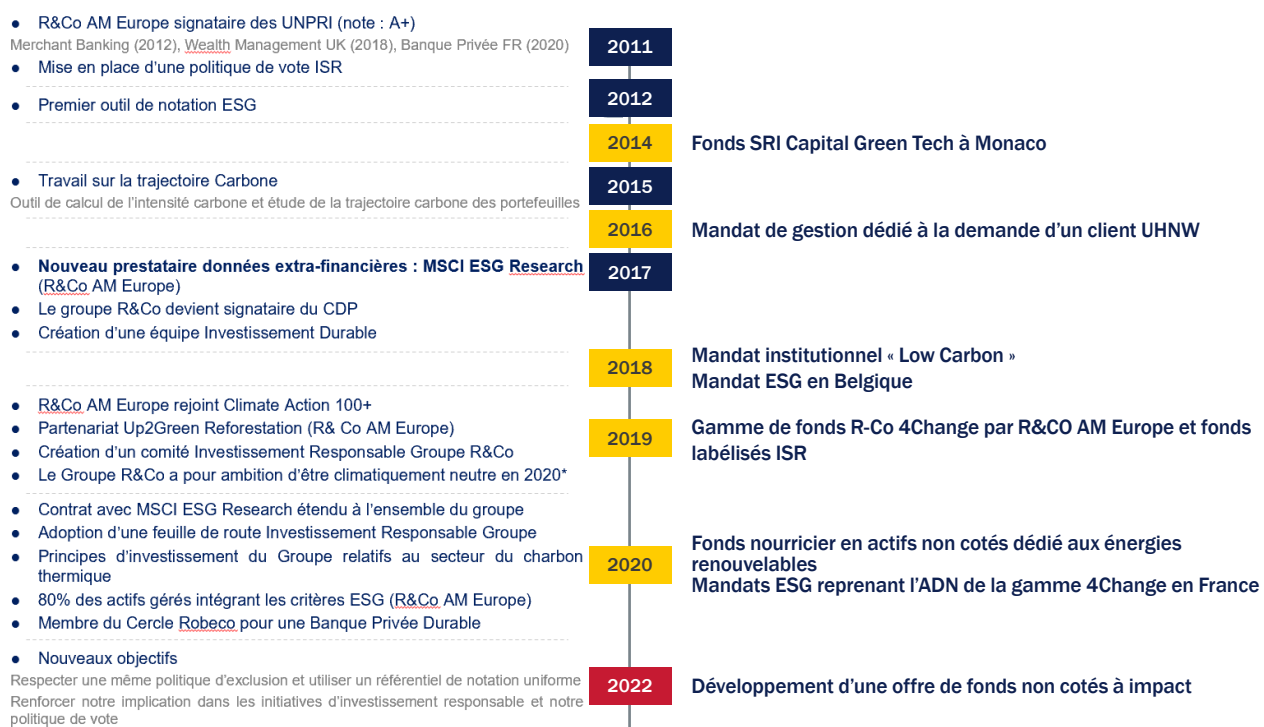 ● R&Co AM Europe signataire des UNPRI (note : A+)
Merchant Banking (2012), Wealth Management UK (2018), Banque Privée FR (2020)
● Mise en place d’une politique de vote ISR
2011
● Premier outil de notation ESG
2012
2014
Fonds SRI Capital Green Tech à Monaco
● Travail sur la trajectoire Carbone
Outil de calcul de l’intensité carbone et étude de la trajectoire carbone des portefeuilles
2015
2016
Mandat de gestion dédié à la demande d’un client UHNW
● Nouveau prestataire données extra-financières : MSCI ESG Research
(R&Co AM Europe)
● Le groupe R&Co devient signataire du CDP
● Création d’une équipe Investissement Durable
2017
2018
Mandat institutionnel « Low Carbon »
Mandat ESG en Belgique
● R&Co AM Europe rejoint Climate Action 100+
● Partenariat Up2Green Reforestation (R& Co AM Europe)
● Création d’un comité Investissement Responsable Groupe R&Co
● Le Groupe R&Co a pour ambition d’être climatiquement neutre en 2020*
2019
Gamme de fonds R-Co 4Change par R&CO AM Europe et fonds
labélisés ISR
● Contrat avec MSCI ESG Research étendu à l’ensemble du groupe
● Adoption d’une feuille de route Investissement Responsable Groupe
● Principes d’investissement du Groupe relatifs au secteur du charbon
thermique
● 80% des actifs gérés intégrant les critères ESG (R&Co AM Europe)
● Membre du Cercle Robeco pour une Banque Privée Durable
2020
Fonds nourricier en actifs non cotés dédié aux énergies
renouvelables
Mandats ESG reprenant l’ADN de la gamme 4Change en France
● Nouveaux objectifs
Respecter une même politique d’exclusion et utiliser un référentiel de notation uniforme
Renforcer notre implication dans les initiatives d’investissement responsable et notre
politique de vote
2022
Développement d’une offre de fonds non cotés à impact